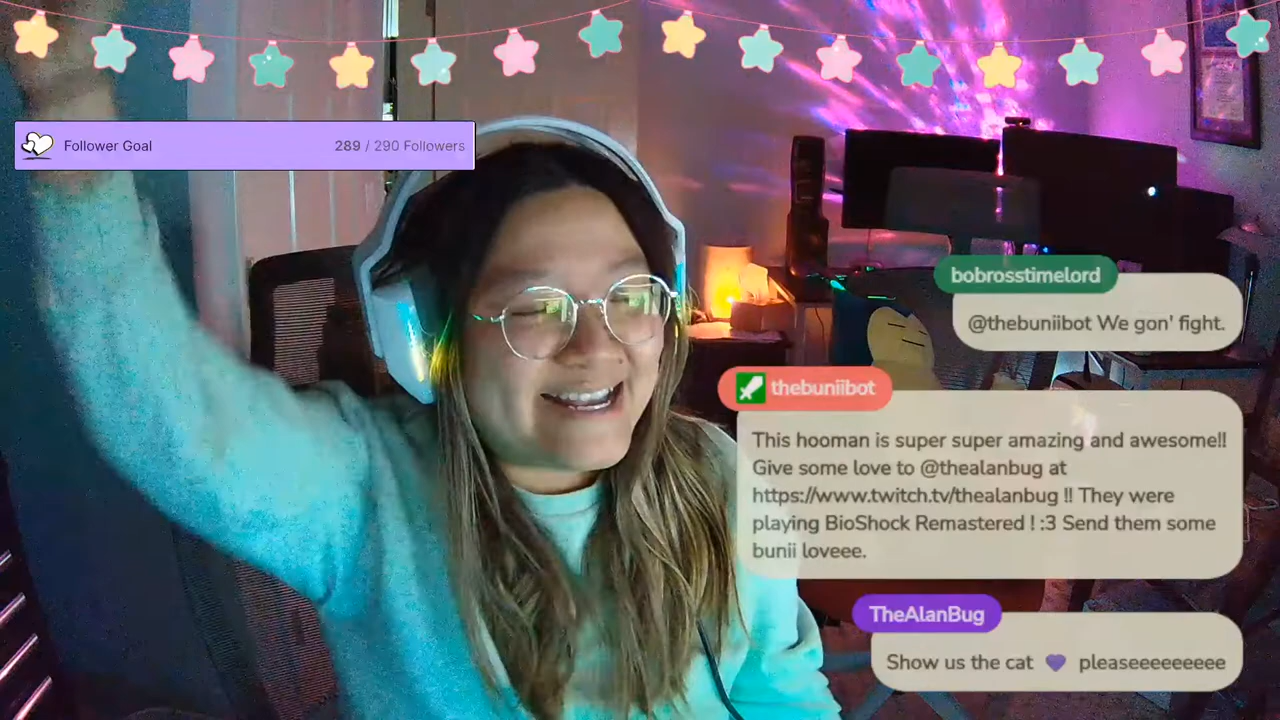 Follower Goal
289 / 290 Followers
bobrosstimelord
@thebuniibot We gon' fight.
thebuniibot
This hooman is super super amazing and awesome!!
Give some love to @thealanbug at
https://www.twitch.tv/thealanbug !! They were
playing BioShock Remastered ! :3 Send them some
bunii loveee.
TheAlanBug
Show us the cat 💜 pleaseeeeeeeee